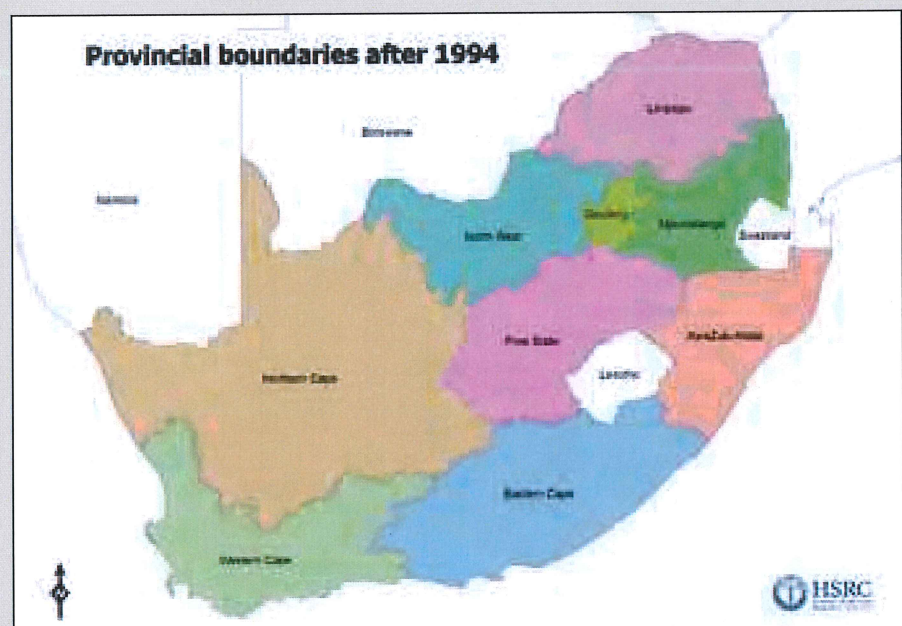 Provincial boundaries after 1994
Limpopo
Botswana
Namibia
Gauteng
Mpumalanga
North West
Swaziland
Free State
KwaZulu-Natal
Lesotho
Northern Cape
Eastern Cape
Western Cape
HSRC